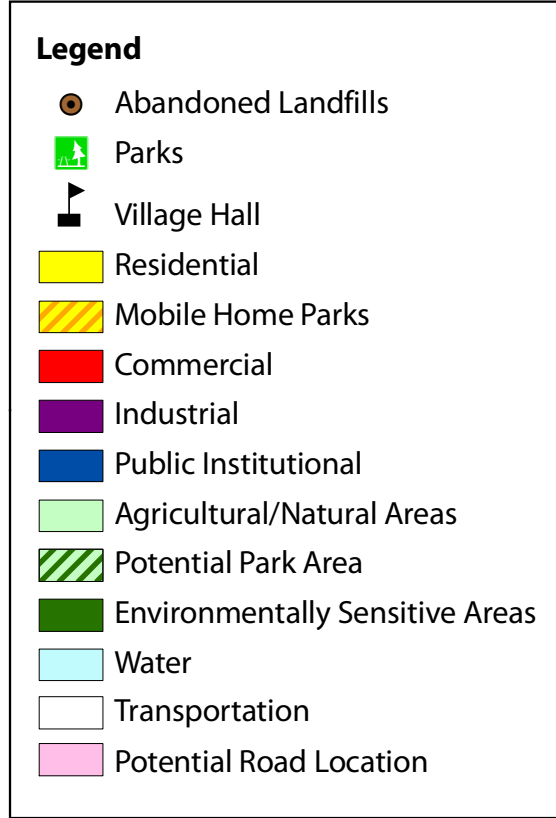 Legend
Abandoned Landfills
Parks
Village Hall
Residential
Mobile Home Parks
Commercial
Industrial
Public Institutional
Agricultural/Natural Areas
Potential Park Area
Environmentally Sensitive Areas
Water
Transportation
Potential Road Location